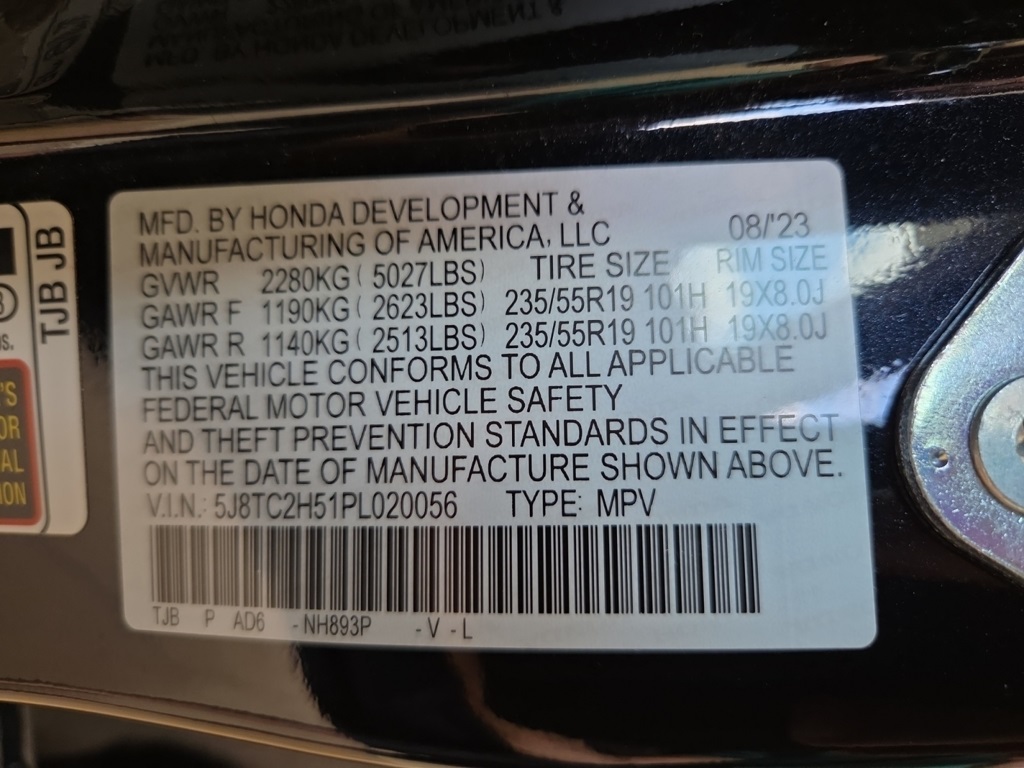 MFD. BY HONDA DEVELOPMENT &
MANUFACTURING OF AMERICA, LLC 08/'23
GVWR 2280KG ( 5027LBS) TIRE SIZE RIM SIZE
GAWR F 1190KG ( 2623LBS) 235/55R19 101H 19X8.0J
GAWR R 1140KG ( 2513LBS) 235/55R19 101H 19X8.0J
THIS VEHICLE CONFORMS TO ALL APPLICABLE
FEDERAL MOTOR VEHICLE SAFETY
AND THEFT PREVENTION STANDARDS IN EFFECT
ON THE DATE OF MANUFACTURE SHOWN ABOVE.
V.I.N.: 5J8TC2H51PL020056 TYPE: MPV
TJB P AD6 -NH893P -V -L
TJB JB